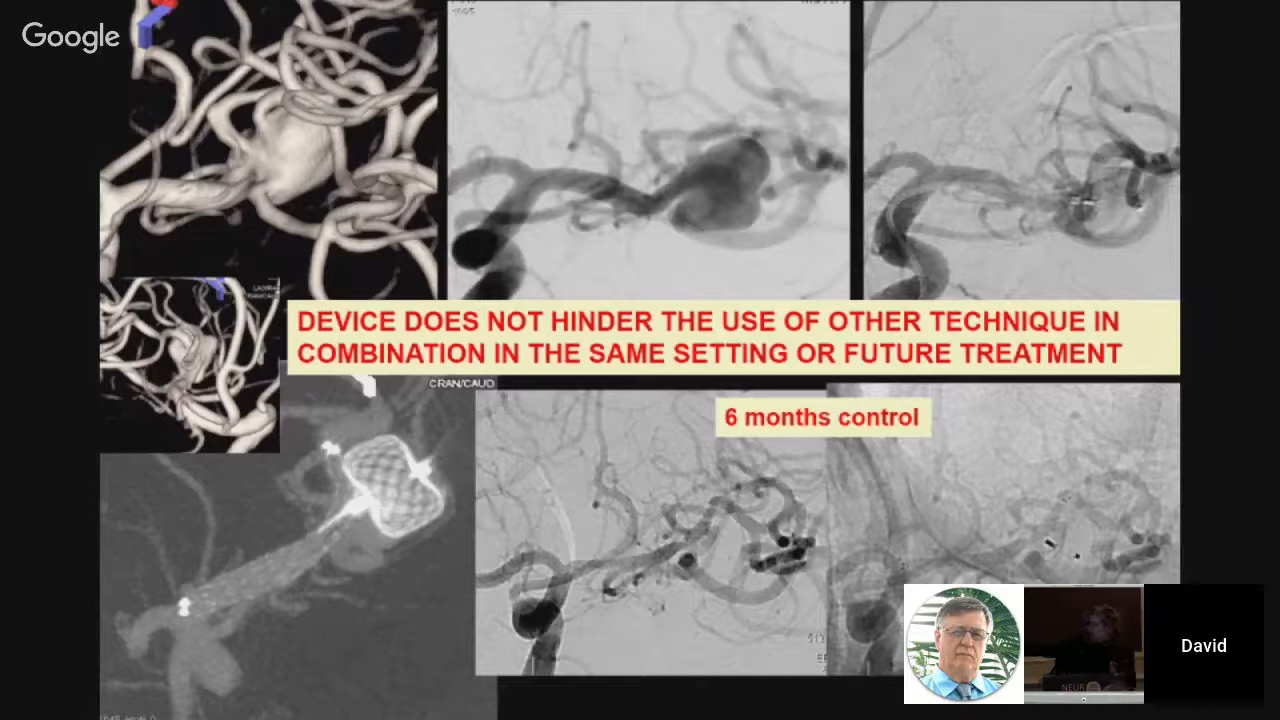 Google
DEVICE DOES NOT HINDER THE USE OF OTHER TECHNIQUE IN
COMBINATION IN THE SAME SETTING OR FUTURE TREATMENT
CRAN/CAUD
6 months control
NEUR
David